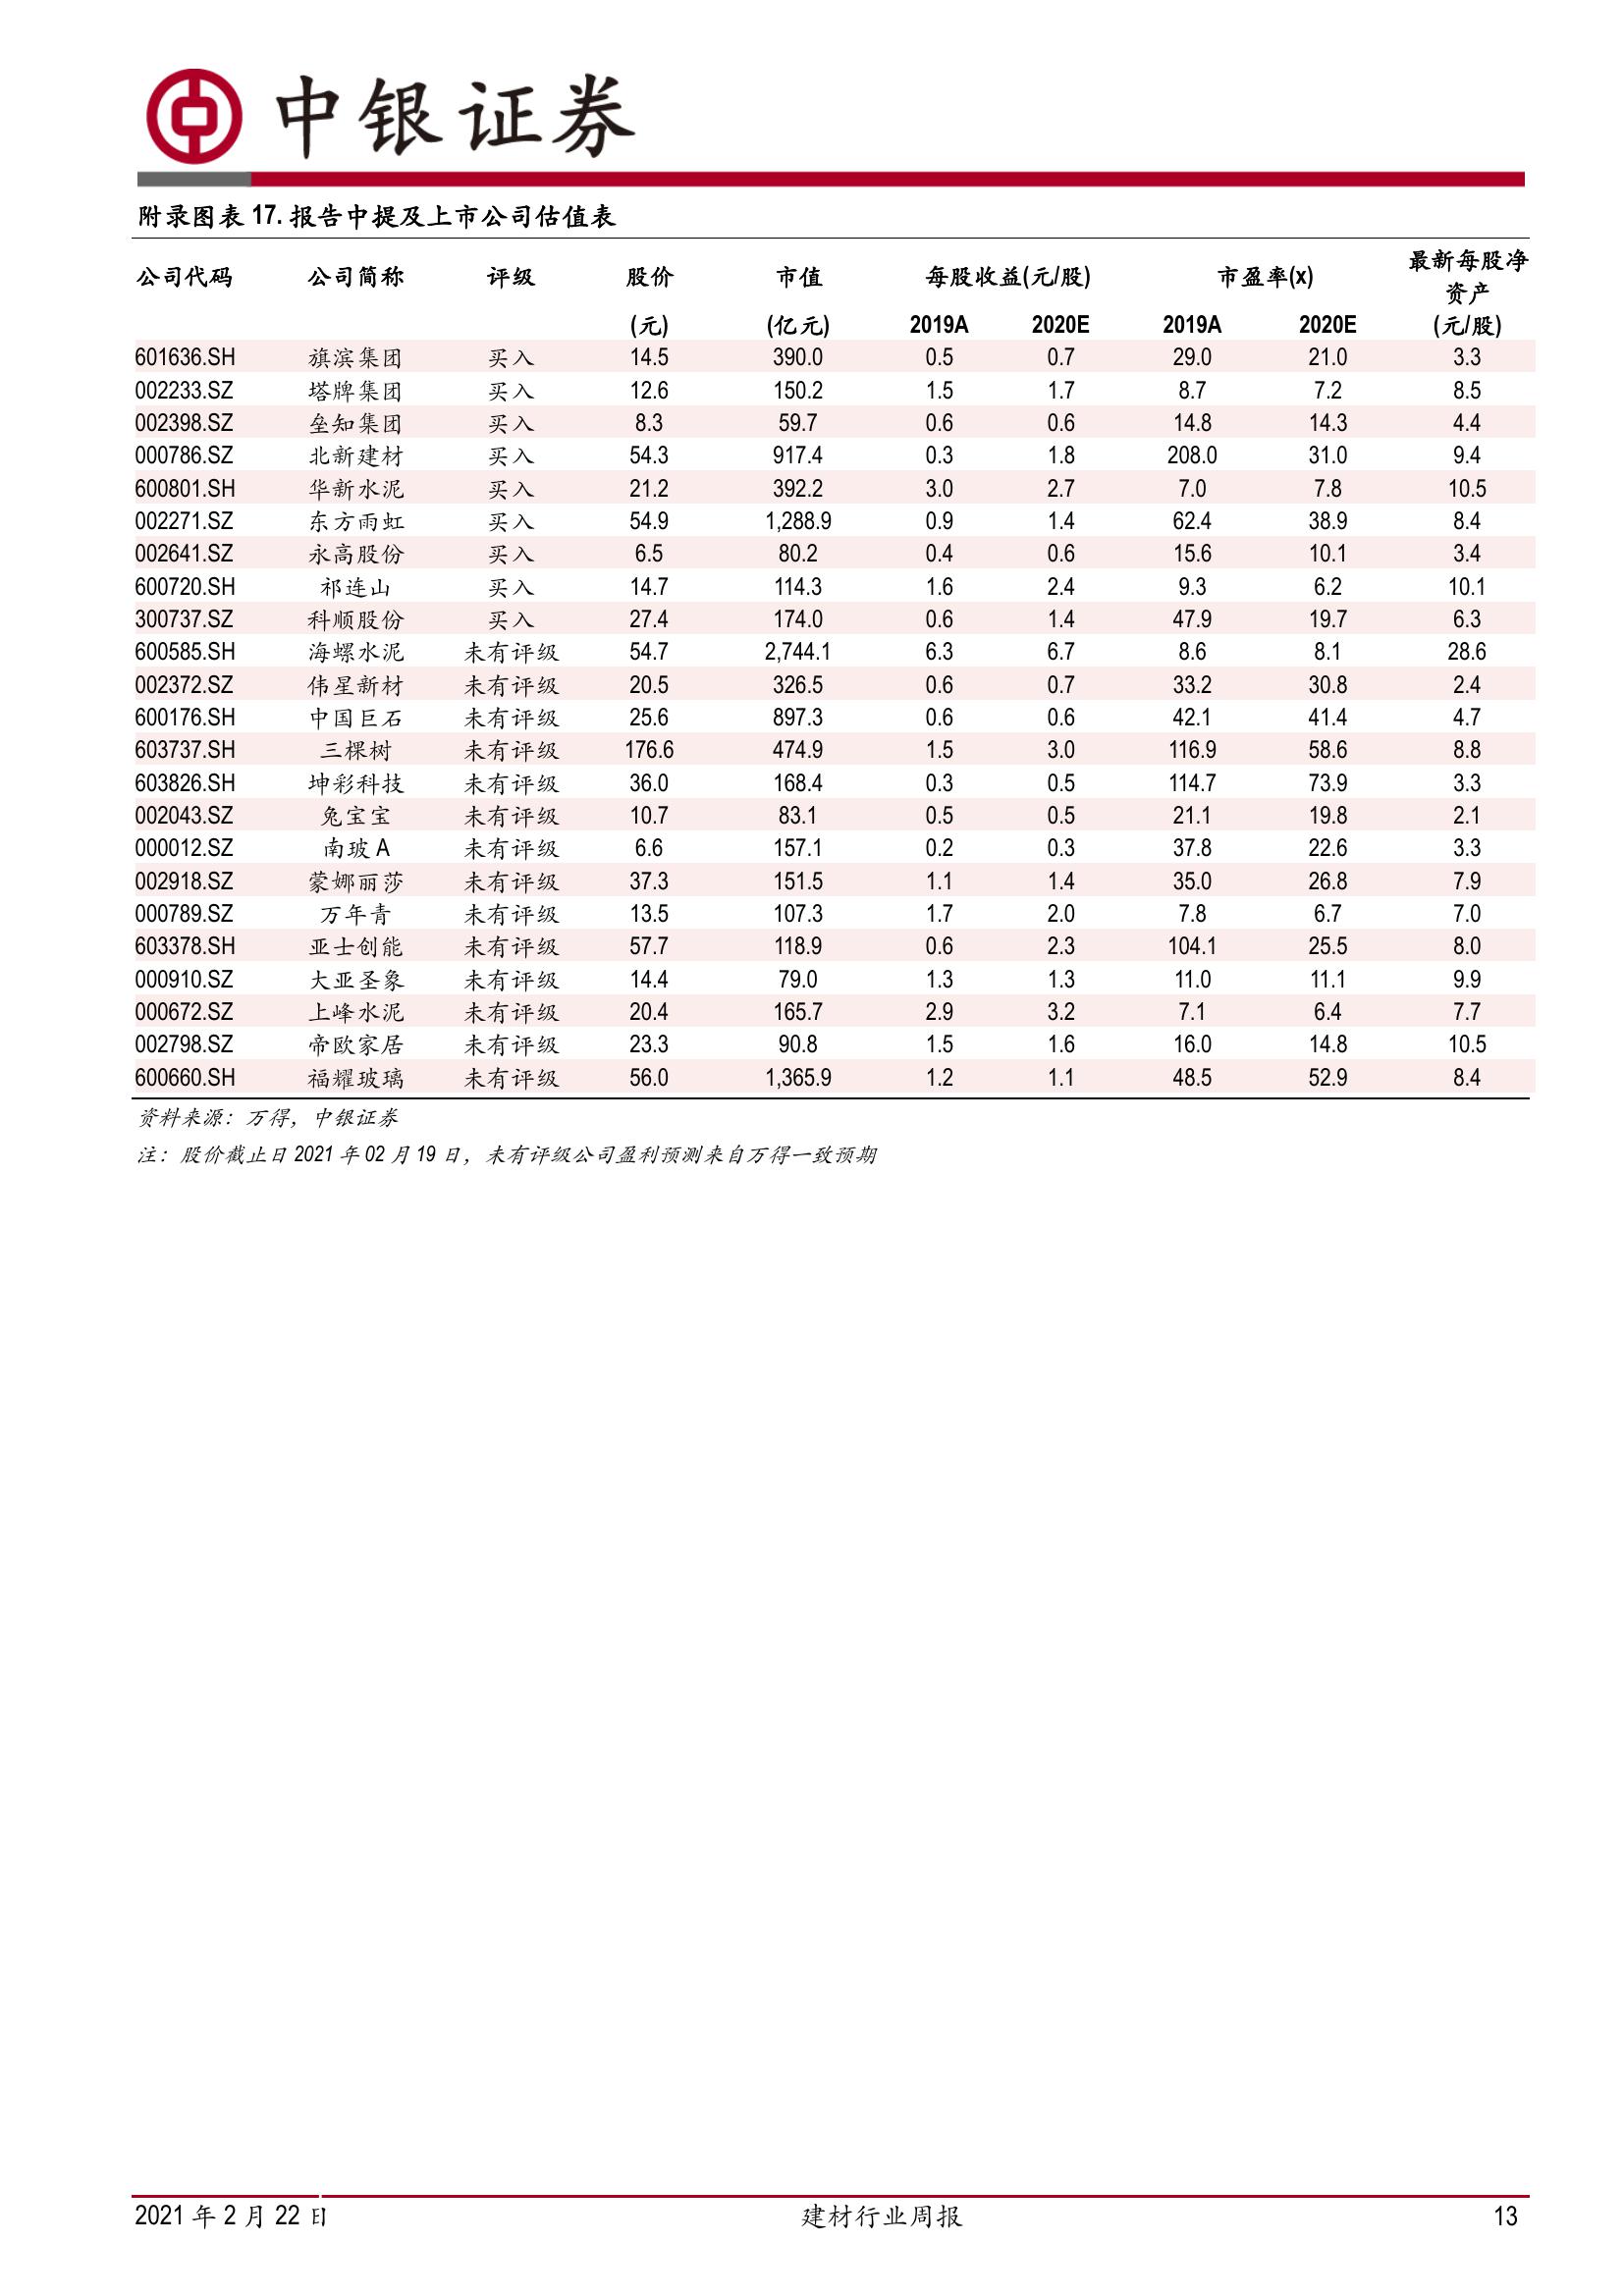 中银证券
附录图表 17. 报告中提及上市公司估值表
公司代码 公司简称 评级 股价 市值 每股收益(元/股) 市盈率(x) 最新每股净资产
(元) (亿元) 2019A 2020E 2019A 2020E (元/股)
601636.SH 旗滨集团 买入 14.5 390.0 0.5 0.7 29.0 21.0 3.3
002233.SZ 塔牌集团 买入 12.6 150.2 1.5 1.7 8.7 7.2 8.5
002398.SZ 垒知集团 买入 8.3 59.7 0.6 0.6 14.8 14.3 4.4
000786.SZ 北新建材 买入 54.3 917.4 0.3 1.8 208.0 31.0 9.4
600801.SH 华新水泥 买入 21.2 392.2 3.0 2.7 7.0 7.8 10.5
002271.SZ 东方雨虹 买入 54.9 1,288.9 0.9 1.4 62.4 38.9 8.4
002641.SZ 永高股份 买入 6.5 80.2 0.4 0.6 15.6 10.1 3.4
600720.SH 祁连山 买入 14.7 114.3 1.6 2.4 9.3 6.2 10.1
300737.SZ 科顺股份 买入 27.4 174.0 0.6 1.4 47.9 19.7 6.3
600585.SH 海螺水泥 未有评级 54.7 2,744.1 6.3 6.7 8.6 8.1 28.6
002372.SZ 伟星新材 未有评级 20.5 326.5 0.6 0.7 33.2 30.8 2.4
600176.SH 中国巨石 未有评级 25.6 897.3 0.6 0.6 42.1 41.4 4.7
603737.SH 三棵树 未有评级 176.6 474.9 1.5 3.0 116.9 58.6 8.8
603826.SH 坤彩科技 未有评级 36.0 168.4 0.3 0.5 114.7 73.9 3.3
002043.SZ 兔宝宝 未有评级 10.7 83.1 0.5 0.5 21.1 19.8 2.1
000012.SZ 南玻 A 未有评级 6.6 157.1 0.2 0.3 37.8 22.6 3.3
002918.SZ 蒙娜丽莎 未有评级 37.3 151.5 1.1 1.4 35.0 26.8 7.9
000789.SZ 万年青 未有评级 13.5 107.3 1.7 2.0 7.8 6.7 7.0
603378.SH 亚士创能 未有评级 57.7 118.9 0.6 2.3 104.1 25.5 8.0
000910.SZ 大亚圣象 未有评级 14.4 79.0 1.3 1.3 11.0 11.1 9.9
000672.SZ 上峰水泥 未有评级 20.4 165.7 2.9 3.2 7.1 6.4 7.7
002798.SZ 帝欧家居 未有评级 23.3 90.8 1.5 1.6 16.0 14.8 10.5
600660.SH 福耀玻璃 未有评级 56.0 1,365.9 1.2 1.1 48.5 52.9 8.4
资料来源：万得，中银证券
注：股价截止日 2021 年 02 月 19 日，未有评级公司盈利预测来自万得一致预期
2021 年 2 月 22 日 建材行业周报 13